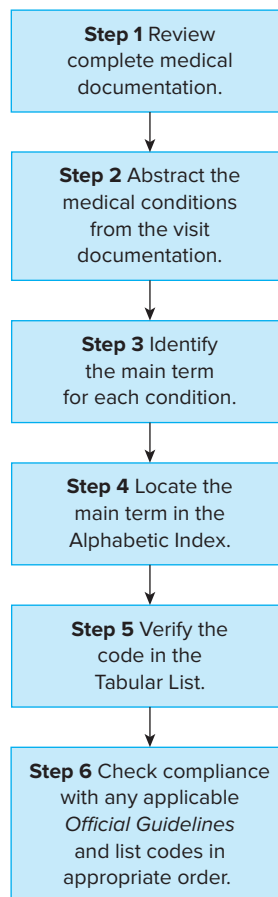 Step 1 Review
complete medical
documentation.
Step 2 Abstract the
medical conditions
from the visit
documentation.
Step 3 Identify
the main term
for each condition.
Step 4 Locate the
main term in the
Alphabetic Index.
Step 5 Verify the
code in the
Tabular List.
Step 6 Check compliance
with any applicable
Official Guidelines
and list codes in
appropriate order.